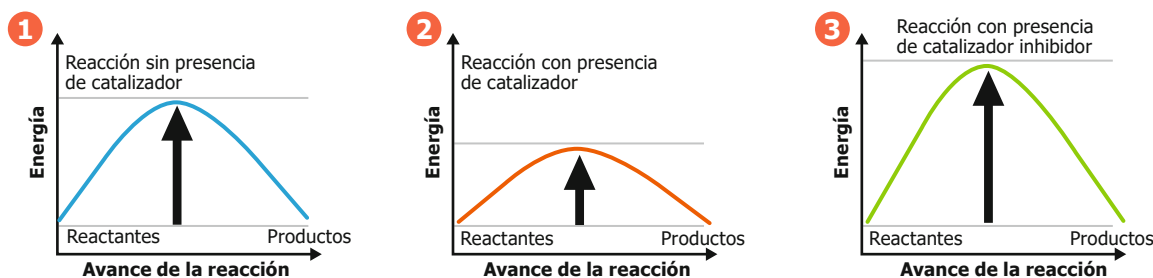 1
Reacción sin presencia
de catalizador
Energía
Reactantes
Productos
Avance de la reacción
2
Reacción con presencia
de catalizador
Energía
Reactantes
Productos
Avance de la reacción
3
Reacción con presencia
de catalizador inhibidor
Energía
Reactantes
Productos
Avance de la reacción